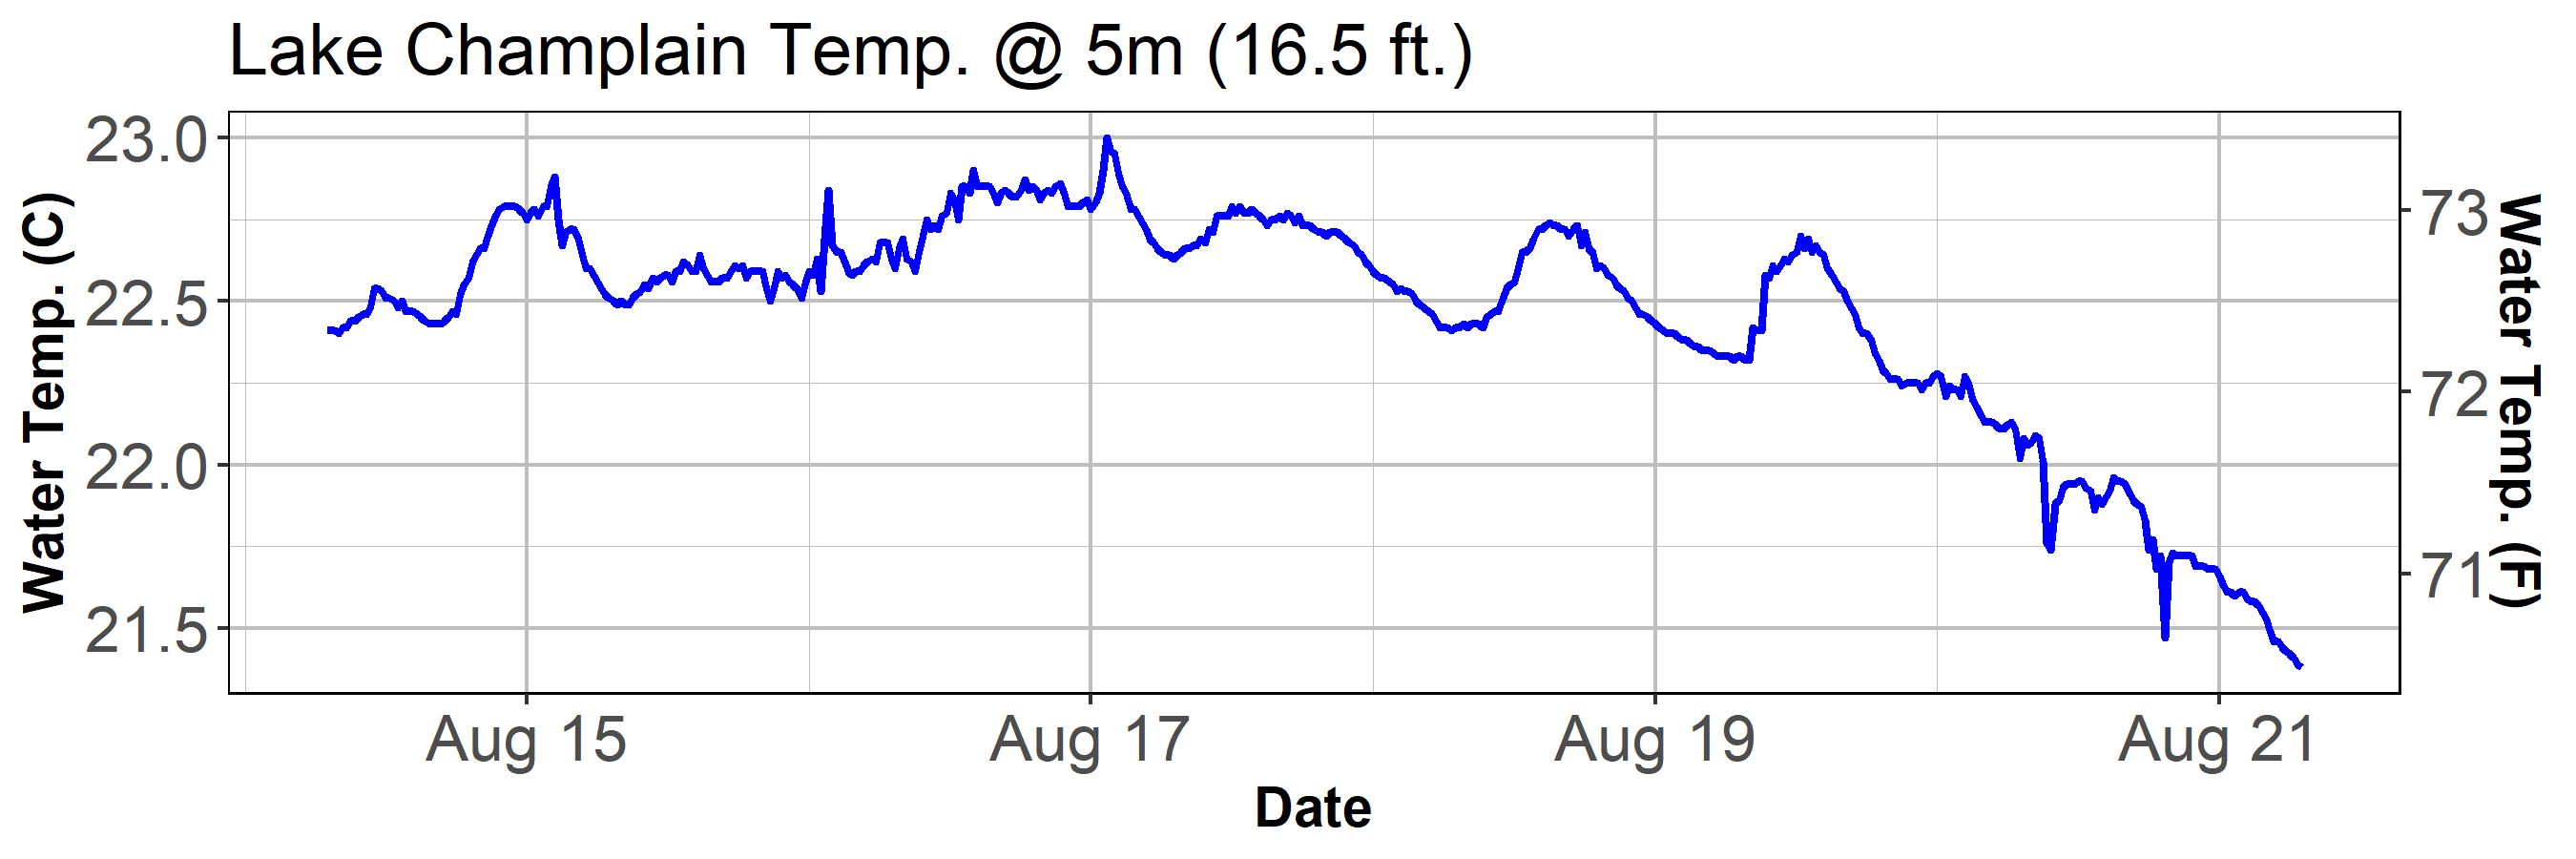 Lake Champlain Temp. @ 5m (16.5 ft.)
Water Temp. (C)
23.0
22.5
22.0
21.5
73
72
71
Water Temp. (F)
Aug 15 Aug 17 Aug 19 Aug 21
Date